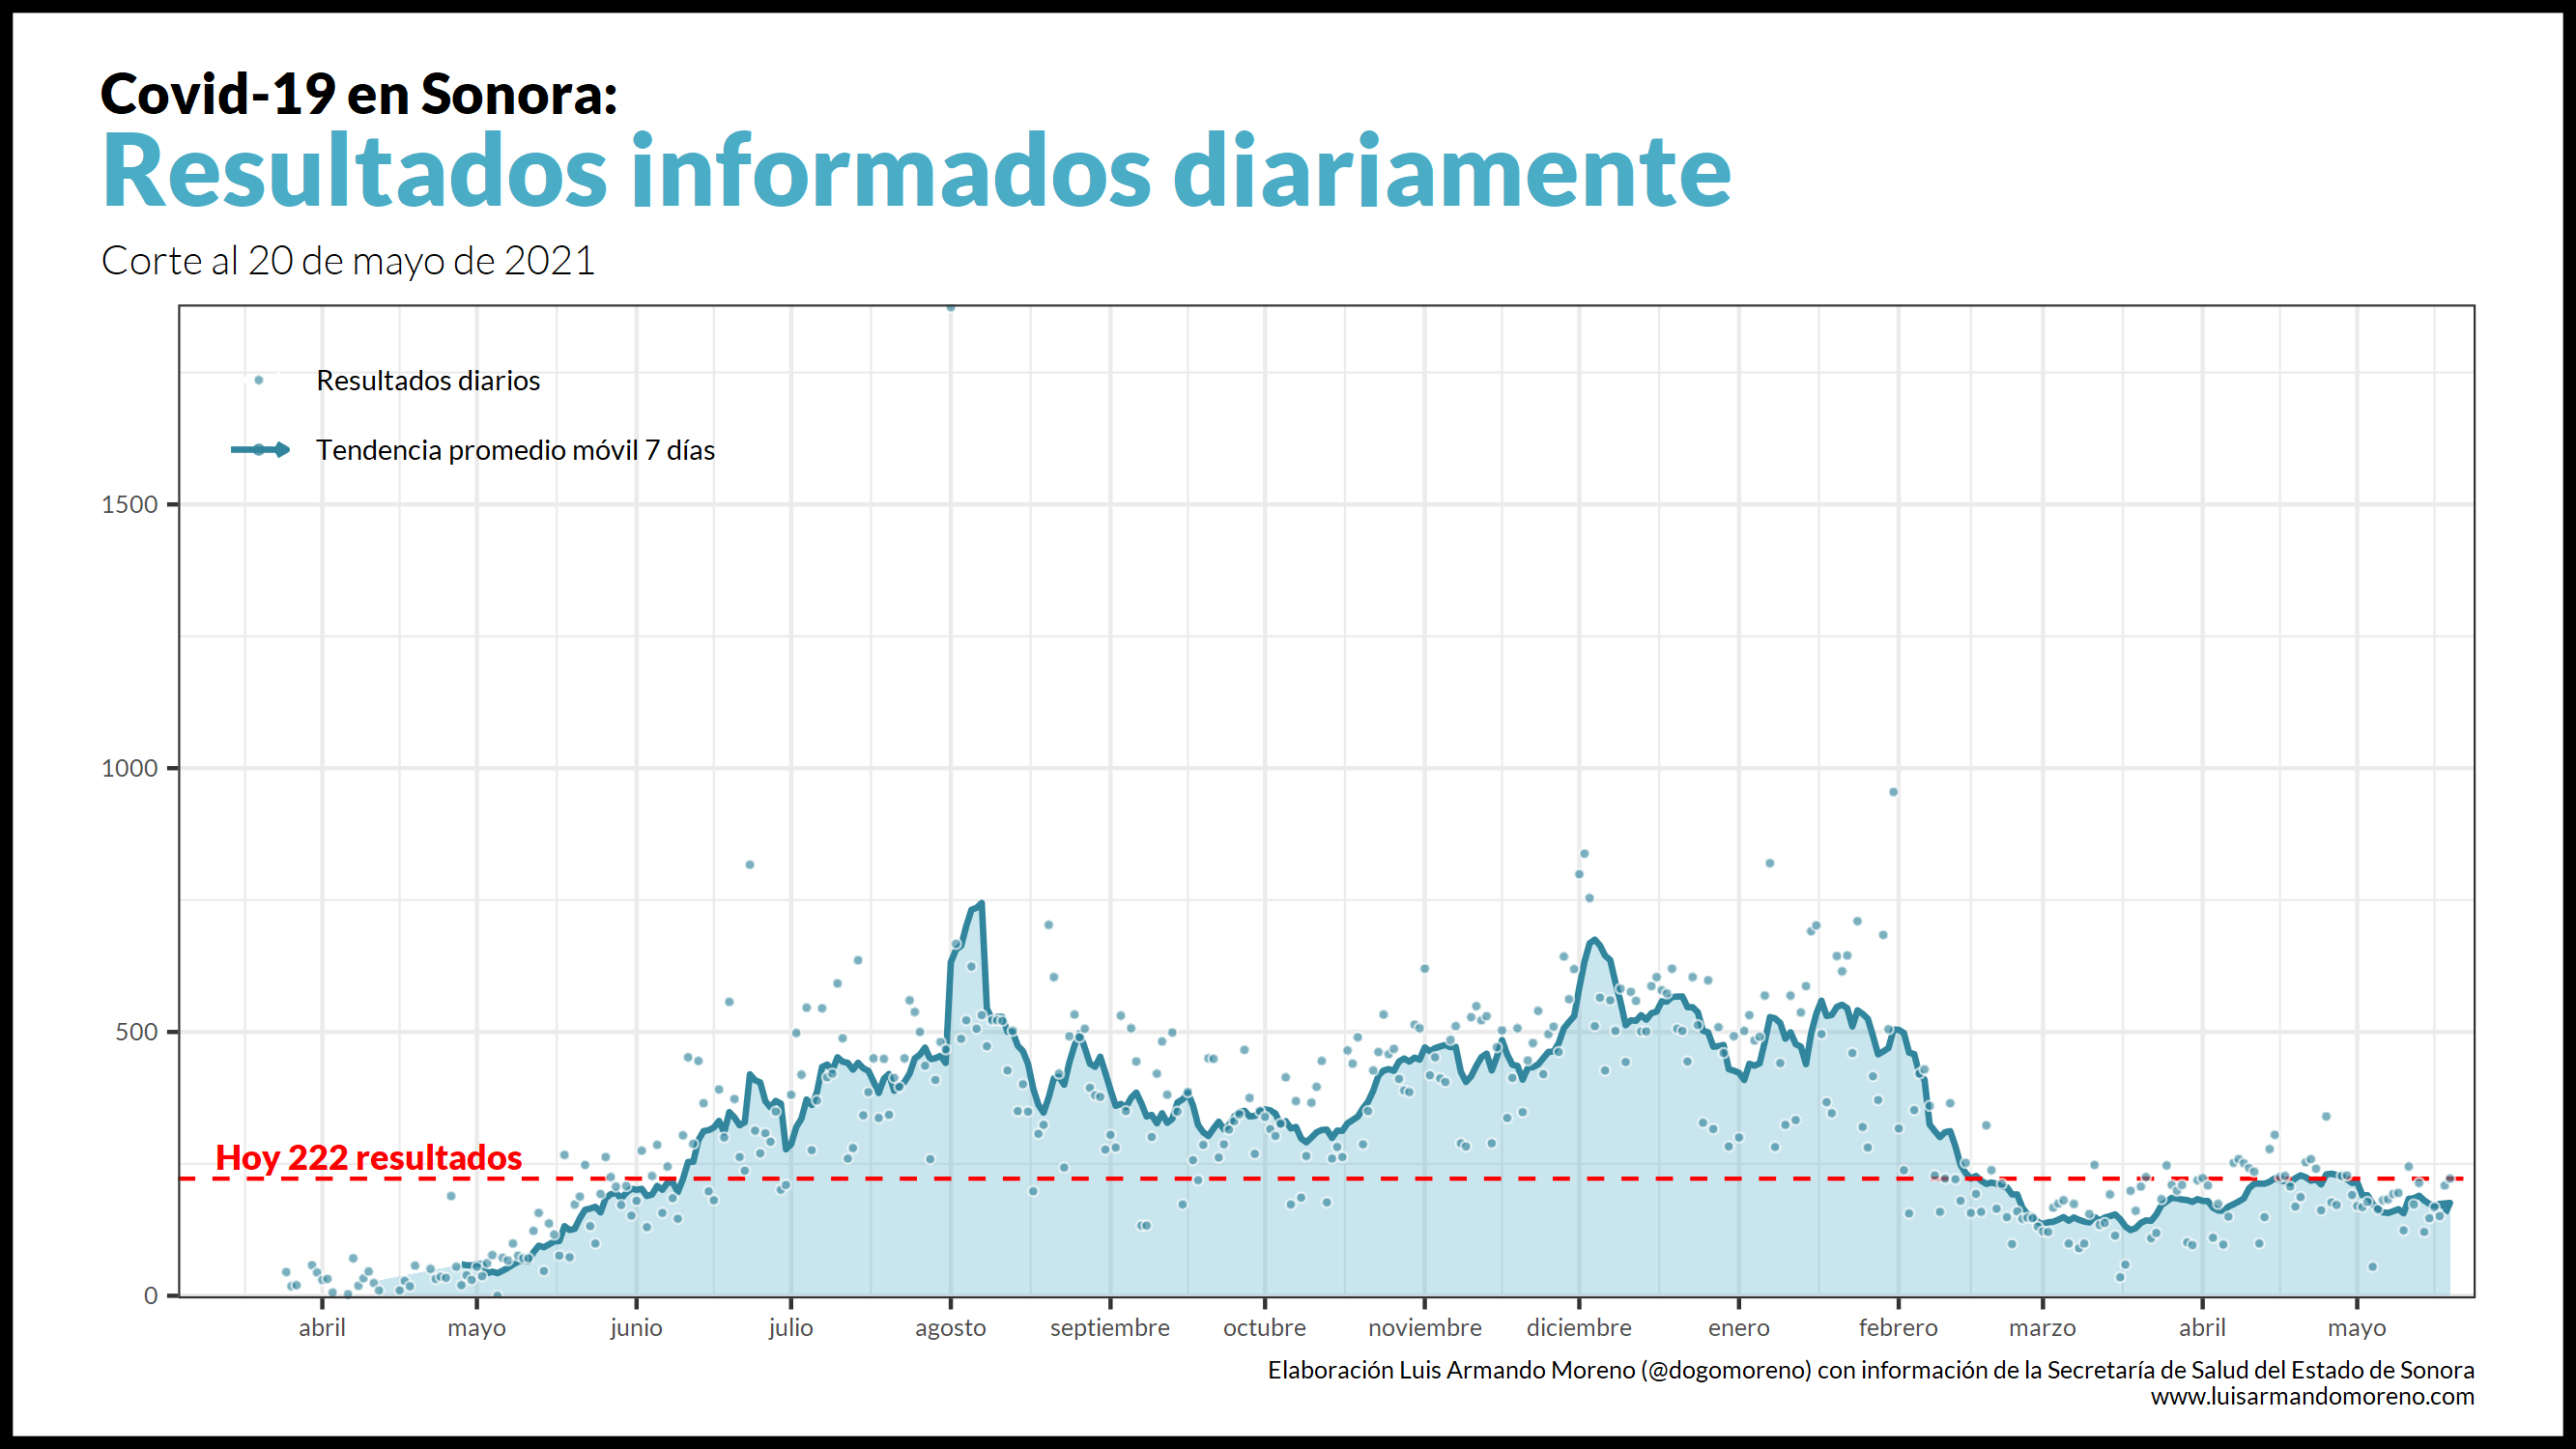 Covid-19 en Sonora:
Resultados informados diariamente
Corte al 20 de mayo de 2021
Resultados diarios
Tendencia promedio móvil 7 días
1500
1000
500
Hoy 222 resultados
0
abril mayo junio julio agosto septiembre octubre noviembre diciembre enero febrero marzo abril mayo
Elaboración Luis Armando Moreno (@dogomoreno) con información de la Secretaría de Salud del Estado de Sonora
www.luisarmandomoreno.com